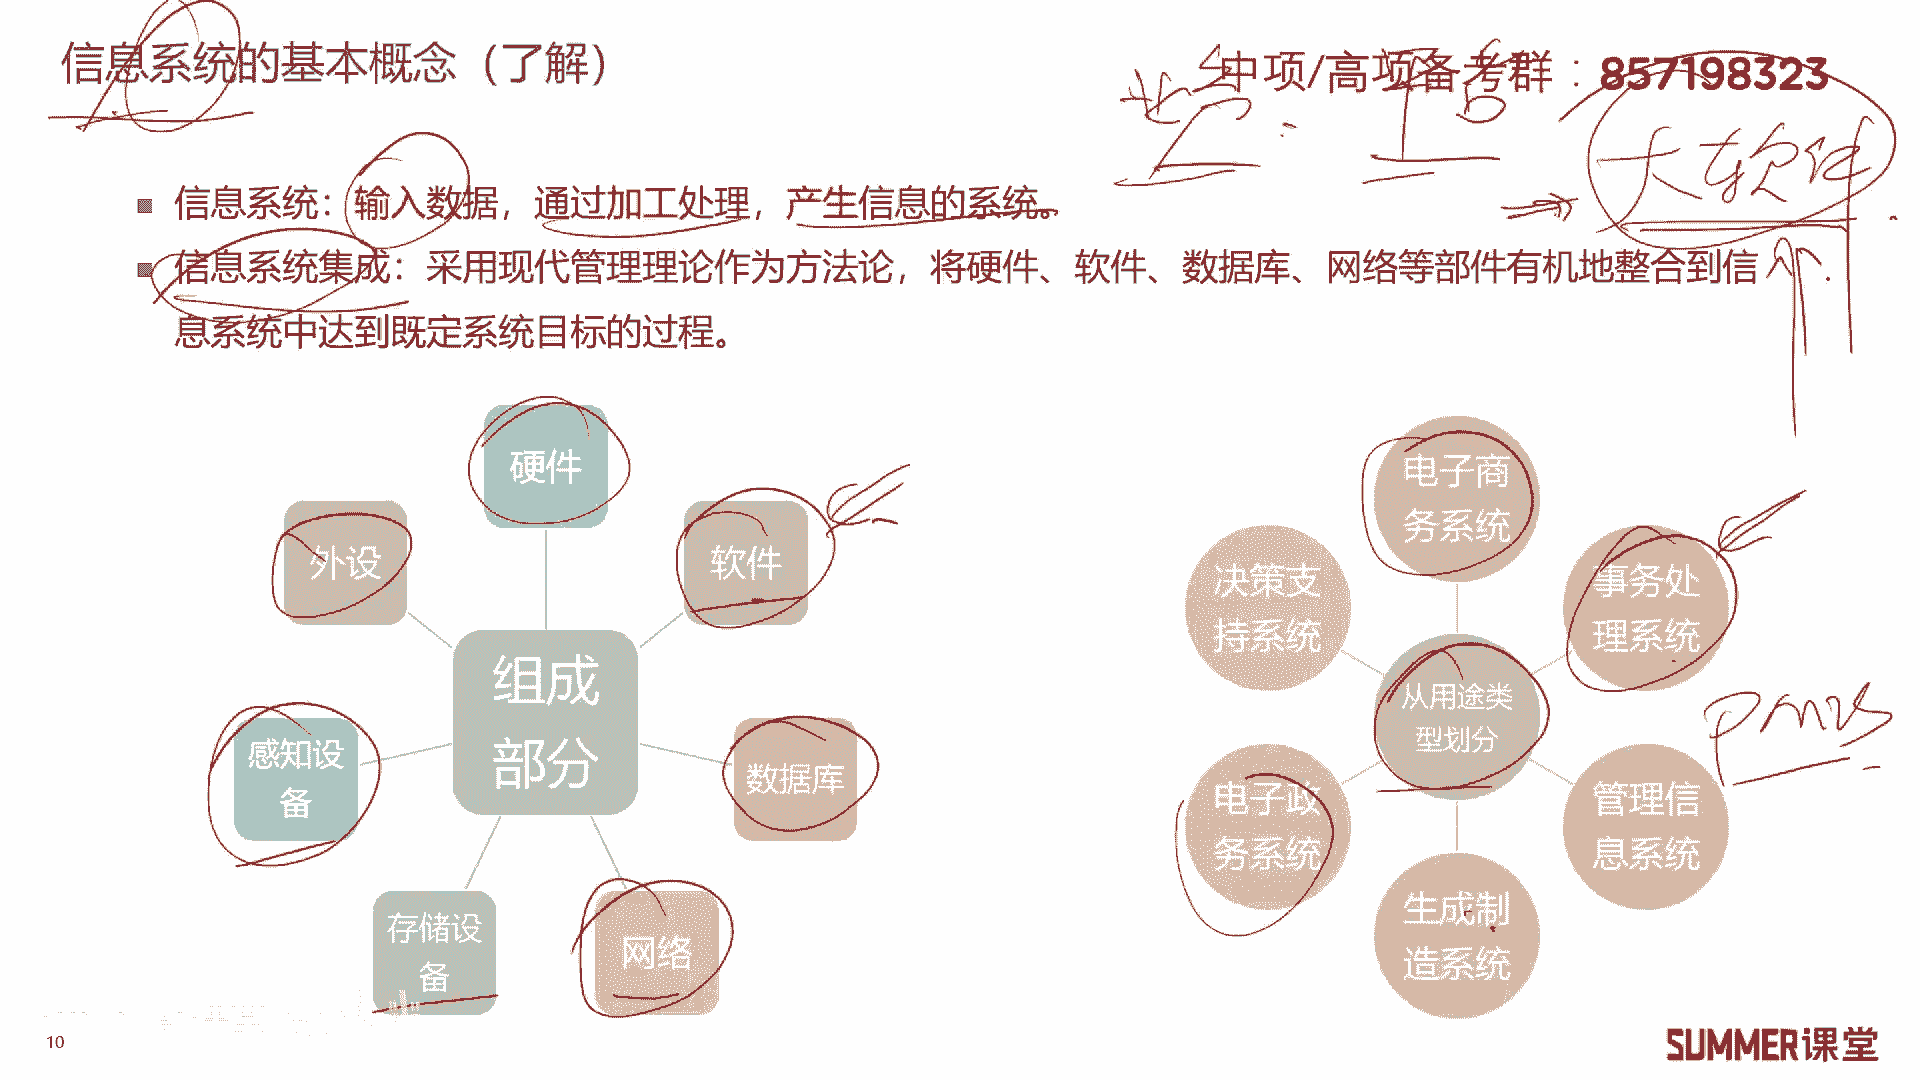 信息系统的基本概念（了解）
中项/高项备考群：857198323
大软件
信息系统：输入数据，通过加工处理，产生信息的系统。
信息系统集成：采用现代管理理论作为方法论，将硬件、软件、数据库、网络等部件有机地整合到信
息系统中达到既定系统目标的过程。
硬件
外设
软件
组成
部分
感知设
备
数据库
存储设
备
网络
电子商
务系统
决策支
持系统
事务处
理系统
从用途类
型划分
PMIS
电子政
务系统
管理信
息系统
生成制
造系统
10
SUMMER课堂